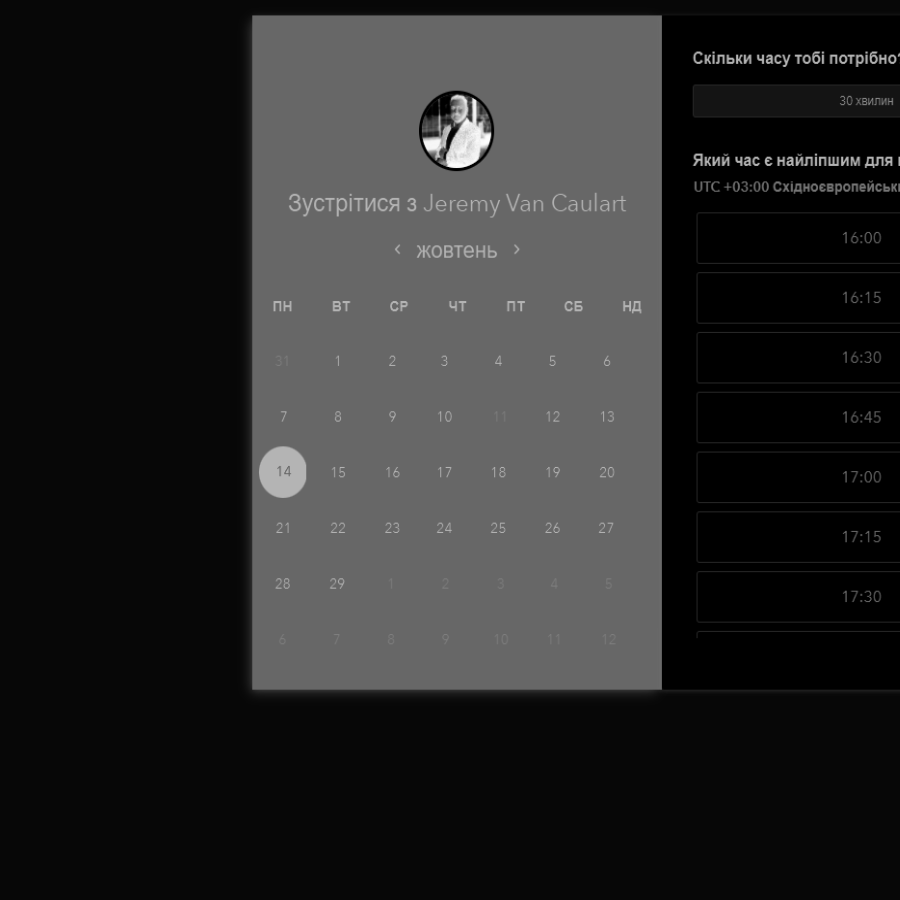 Зустрітися з Jeremy Van Caulart
жовтень
ПН ВТ СР ЧТ ПТ СБ НД
31 1 2 3 4 5 6
7 8 9 10 11 12 13
14 15 16 17 18 19 20
21 22 23 24 25 26 27
28 29 1 2 3 4 5
6 7 8 9 10 11 12
Скільки часу тобі потрібно?
30 хвилин
Який час є найліпшим для
UTC +03:00
16:00
16:15
16:30
16:45
17:00
17:15
17:30